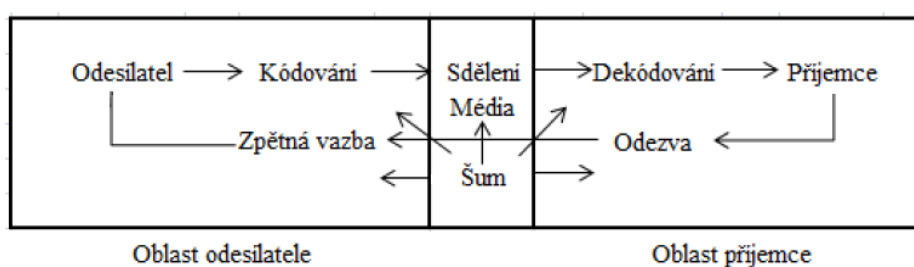 Odesílatel Kódování Sdělení Dekódování Příjemce
Média
Zpětná vazba Odezva
Šum
Oblast odesílatele Oblast příjemce